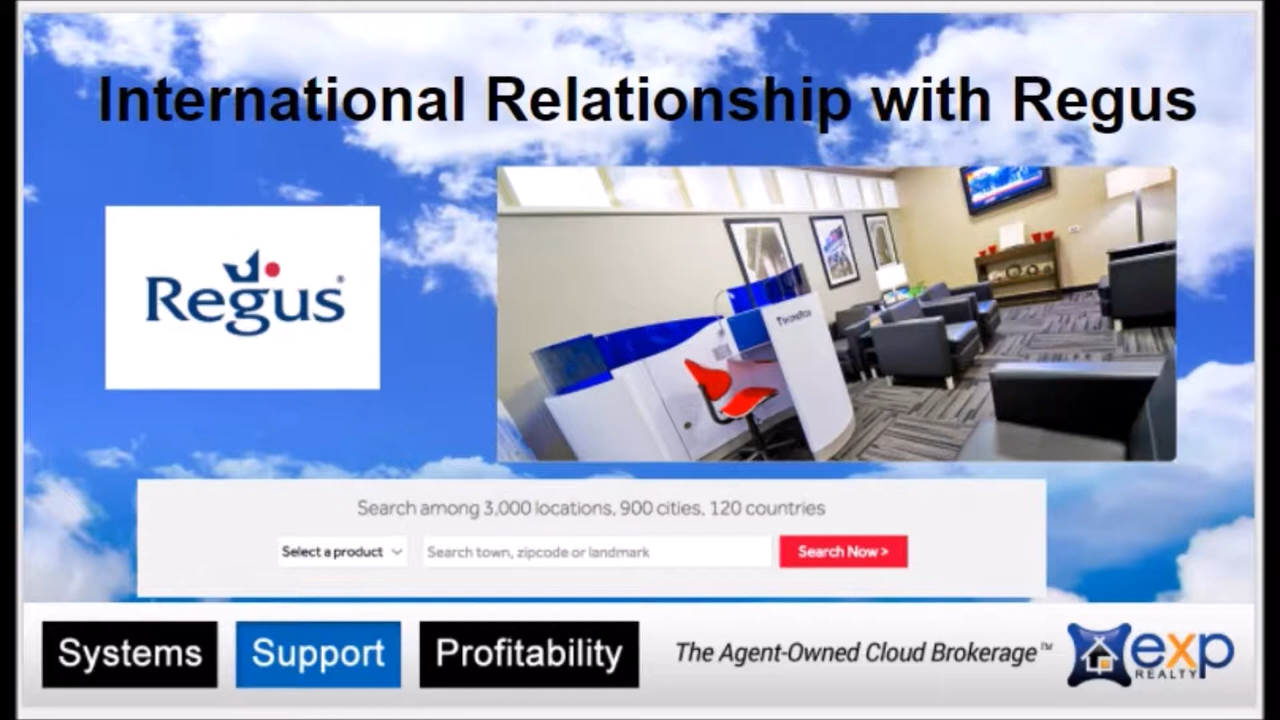 International Relationship with Regus
Regus®
Search among 3,000 locations, 900 cities, 120 countries
Select a product
Search town, zipcode or landmark
Search Now >
Systems
Support
Profitability
The Agent-Owned Cloud Brokerage™
exp
REALTY